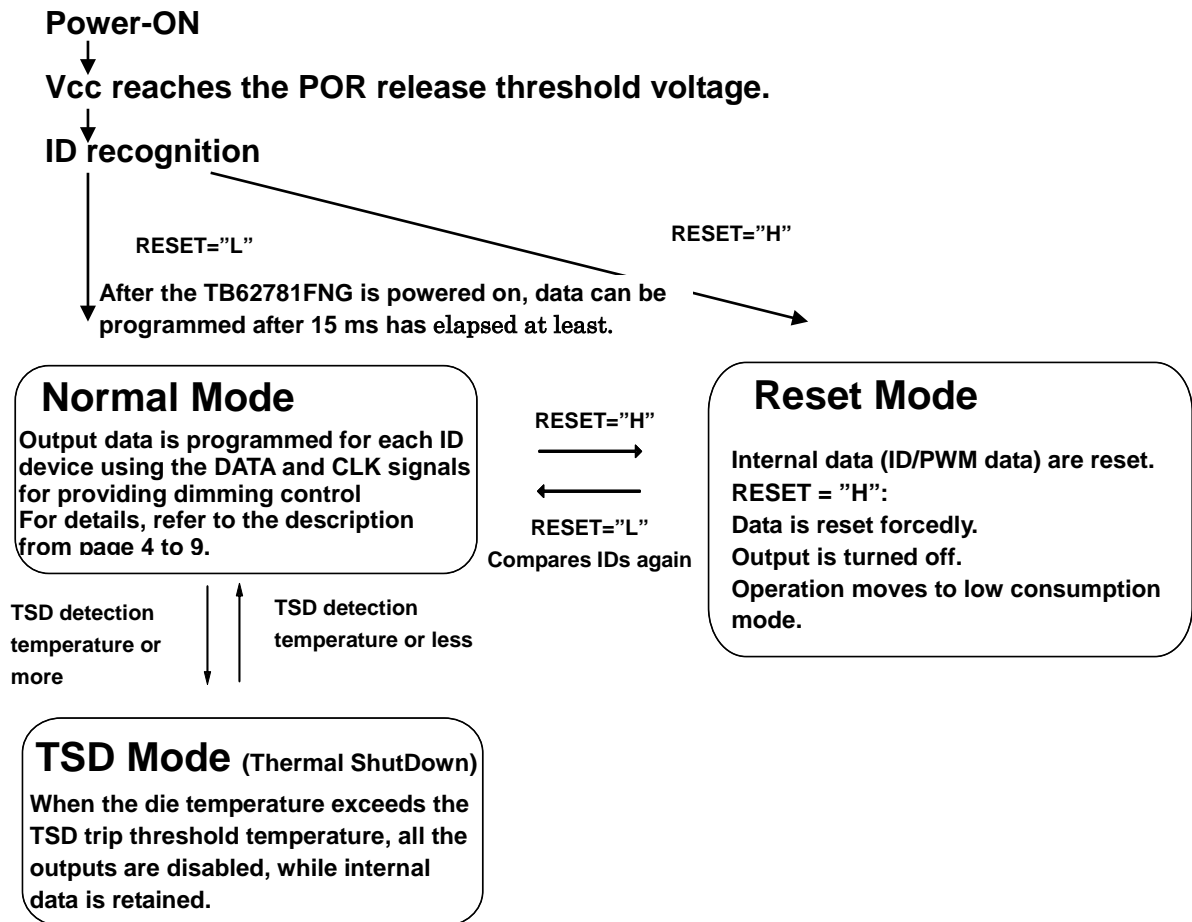 Power-ON
Vcc reaches the POR release threshold voltage.
ID recognition
RESET=”L”
RESET=”H”
After the TB62781FNG is powered on, data can be
programmed after 15 ms has elapsed at least.
Normal Mode
Output data is programmed for each ID
device using the DATA and CLK signals
for providing dimming control
For details, refer to the description
from page 4 to 9.
RESET=”H”
RESET=”L”
Compares IDs again
Reset Mode
Internal data (ID/PWM data) are reset.
RESET = ”H”:
Data is reset forcedly.
Output is turned off.
Operation moves to low consumption
mode.
TSD detection
temperature or
more
TSD detection
temperature or less
TSD Mode (Thermal ShutDown)
When the die temperature exceeds the
TSD trip threshold temperature, all the
outputs are disabled, while internal
data is retained.